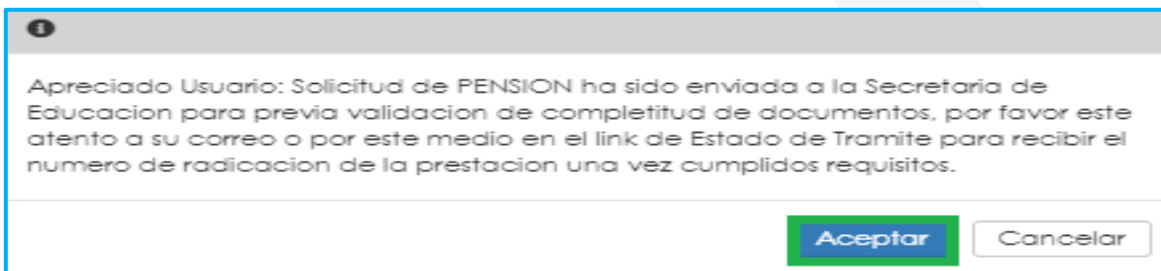 Apreciado Usuario: Solicitud de PENSION ha sido enviada a la Secretaria de
Educacion para previa validacion de completitud de documentos, por favor este
atento a su correo o por este medio en el link de Estado de Tramite para recibir el
numero de radicacion de la prestacion una vez cumplidos requisitos.
Aceptar Cancelar